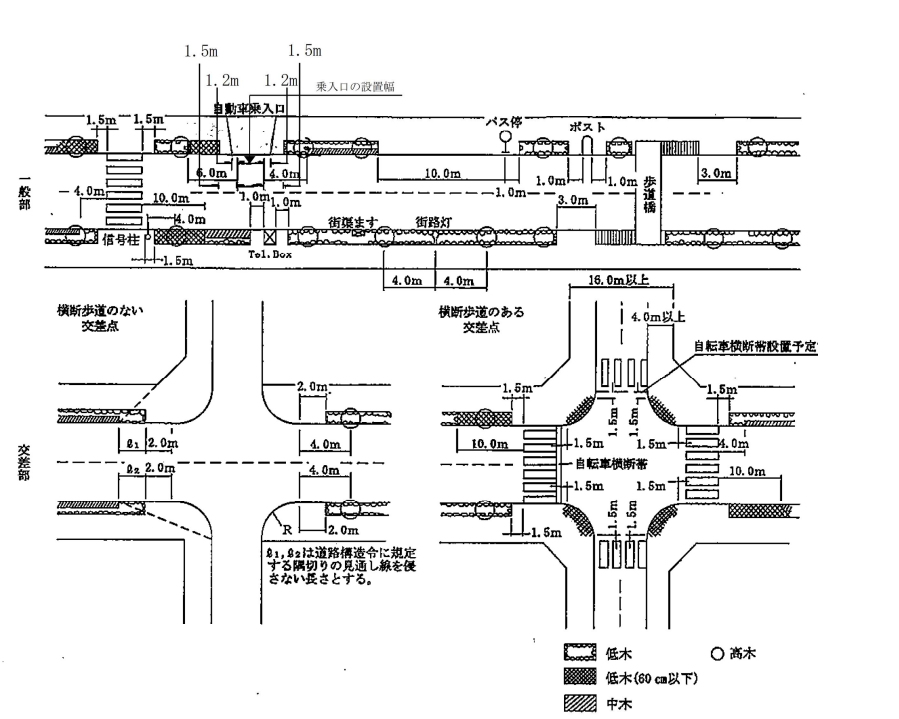 1.5m
1.5m
1.2m
1.2m
乗入口の設置幅
自動車乗入口
1.5m
1.5m
バス停
ポスト
6.0m
4.0m
10.0m
1.0m
1.0m
3.0m
一般部
4.0m
10.0m
1.0m
1.0m
1.0m
3.0m
歩道橋
4.0m
街渠ます
街路灯
信号柱
1.5m
Tel.Box
4.0m
4.0m
16.0m以上
横断歩道のない
交差点
横断歩道のある
交差点
4.0m以上
自転車横断帯設置予定
2.0m
1.5m
1.5m
1.5m
1.5m
交差部
ℓ1
2.0m
4.0m
10.0m
1.5m
1.5m
4.0m
ℓ2
2.0m
4.0m
自転車横断帯
10.0m
1.5m
1.5m
1.5m
1.5m
R
2.0m
1.5m
ℓ1,ℓ2は道路構造令に規定
する隅切りの見通し線を侵
さない長さとする。
低木
高木
低木(60㎝以下)
中木